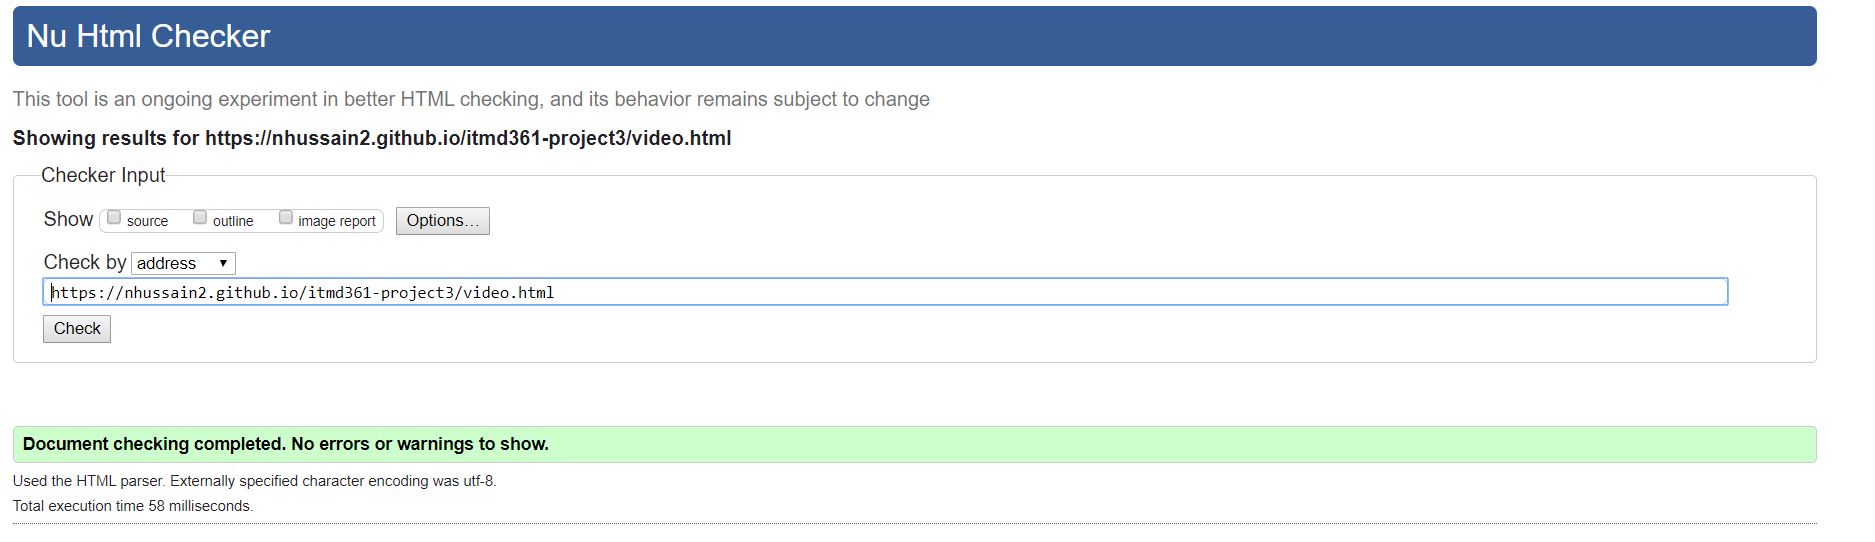 Nu Html Checker
This tool is an ongoing experiment in better HTML checking, and its behavior remains subject to change
Showing results for https://nhussain2.github.io/itmd361-project3/video.html
Checker Input
Show source outline image report Options...
Check by address
https://nhussain2.github.io/itmd361-project3/video.html
Check
Document checking completed. No errors or warnings to show.
Used the HTML parser. Externally specified character encoding was utf-8.
Total execution time 58 milliseconds.